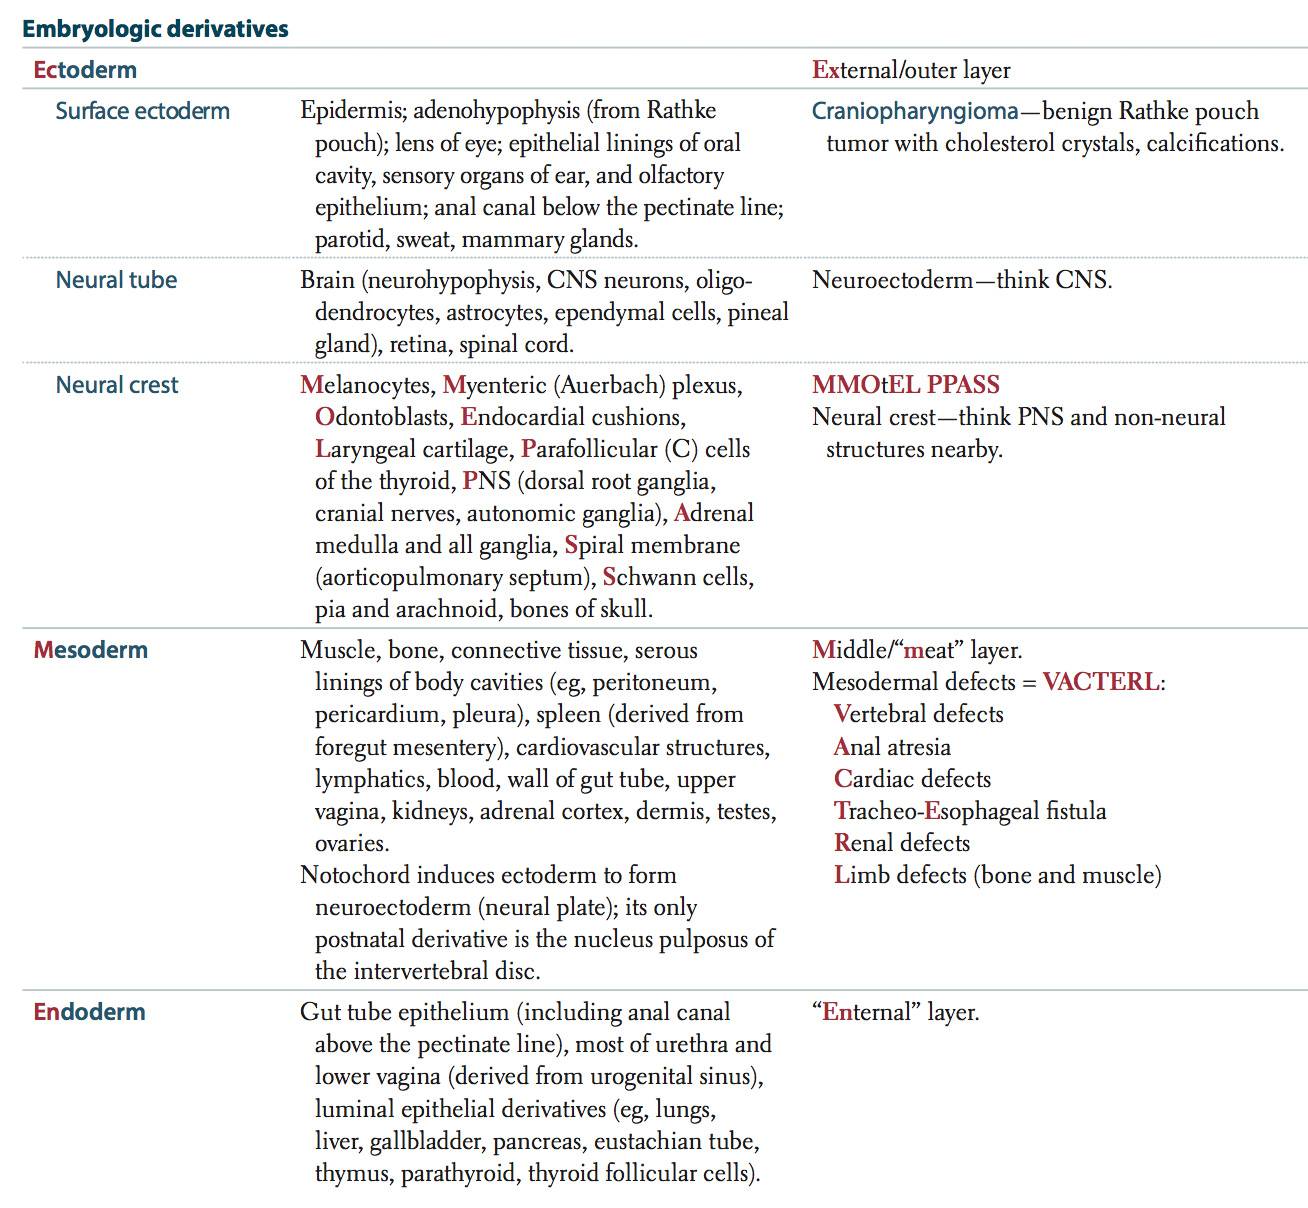 Embryologic derivatives
Ectoderm External/outer layer
Surface ectoderm Epidermis; adenohypophysis (from Rathke
pouch); lens of eye; epithelial linings of oral
cavity, sensory organs of ear, and olfactory
epithelium; anal canal below the pectinate line;
parotid, sweat, mammary glands.
Craniopharyngioma—benign Rathke pouch
tumor with cholesterol crystals, calcifications.
Neural tube Brain (neurohypophysis, CNS neurons, oligo-
dendrocytes, astrocytes, ependymal cells, pineal
gland), retina, spinal cord.
Neuroectoderm—think CNS.
Neural crest Melanocytes, Myenteric (Auerbach) plexus,
Odontoblasts, Endocardial cushions,
Laryngeal cartilage, Parafollicular (C) cells
of the thyroid, PNS (dorsal root ganglia,
cranial nerves, autonomic ganglia), Adrenal
medulla and all ganglia, Spiral membrane
(aorticopulmonary septum), Schwann cells,
pia and arachnoid, bones of skull.
MMOtEL PPASS
Neural crest—think PNS and non-neural
structures nearby.
Mesoderm Muscle, bone, connective tissue, serous
linings of body cavities (eg, peritoneum,
pericardium, pleura), spleen (derived from
foregut mesentery), cardiovascular structures,
lymphatics, blood, wall of gut tube, upper
vagina, kidneys, adrenal cortex, dermis, testes,
ovaries.
Notochord induces ectoderm to form
neuroectoderm (neural plate); its only
postnatal derivative is the nucleus pulposus of
the intervertebral disc.
Middle/“meat” layer.
Mesodermal defects = VACTERL:
Vertebral defects
Anal atresia
Cardiac defects
Tracheo-Esophageal fistula
Renal defects
Limb defects (bone and muscle)
Endoderm Gut tube epithelium (including anal canal
above the pectinate line), most of urethra and
lower vagina (derived from urogenital sinus),
luminal epithelial derivatives (eg, lungs,
liver, gallbladder, pancreas, eustachian tube,
thymus, parathyroid, thyroid follicular cells).
“Enternal” layer.